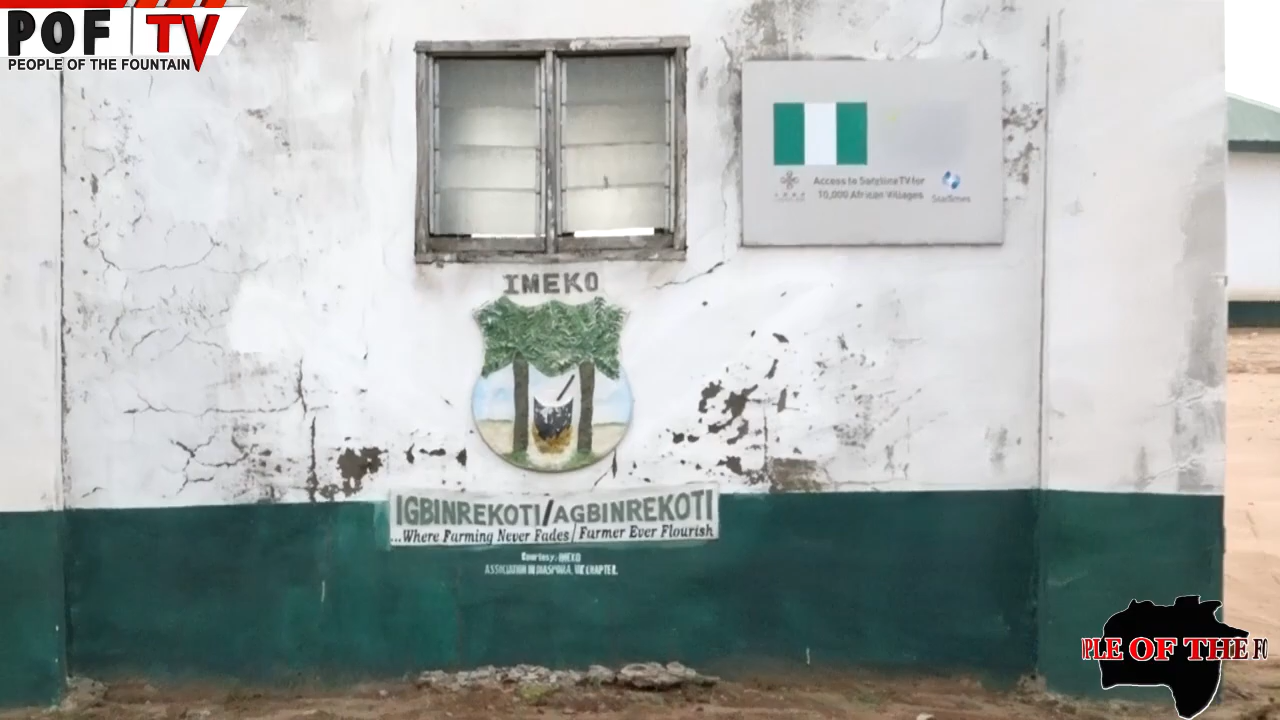 POF TV
PEOPLE OF THE FOUNTAIN
Access to Satellite TV for
10,000 African Villages
StarTimes
IMEKO
IGBINREKOTI/AGBINREKOTI
...Where Farming Never Fades/Farmer Ever Flourish
Courtesy: IMEKO
ASSOCIATION IN DIASPORA, UK CHAPTER.
PLE OF THE FO